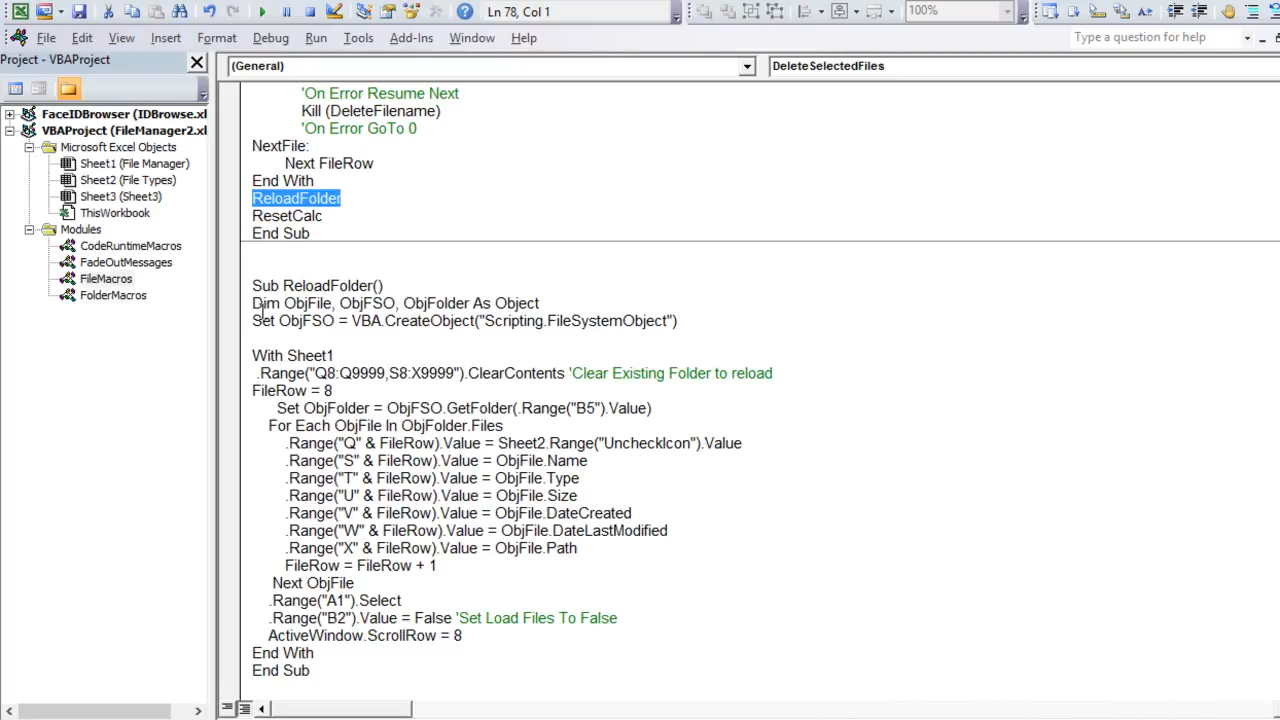 Ln 78, Col 1
100%
File Edit View Insert Format Debug Run Tools Add-Ins Window Help
Type a question for help
Project - VBAProject
(General)
DeleteSelectedFiles
FaceIDBrowser (IDBrowse.xl
VBAProject (FileManager2.xl
Microsoft Excel Objects
Sheet1 (File Manager)
Sheet2 (File Types)
Sheet3 (Sheet3)
ThisWorkbook
Modules
CodeRuntimeMacros
FadeOutMessages
FileMacros
FolderMacros
'On Error Resume Next
Kill (DeleteFilename)
'On Error GoTo 0
NextFile:
Next FileRow
End With
ReloadFolder
ResetCalc
End Sub
Sub ReloadFolder()
Dim ObjFile, ObjFSO, ObjFolder As Object
Set ObjFSO = VBA.CreateObject("Scripting.FileSystemObject")
With Sheet1
.Range("Q8:Q9999,S8:X9999").ClearContents 'Clear Existing Folder to reload
FileRow = 8
Set ObjFolder = ObjFSO.GetFolder(.Range("B5").Value)
For Each ObjFile In ObjFolder.Files
.Range("Q" & FileRow).Value = Sheet2.Range("UncheckIcon").Value
.Range("S" & FileRow).Value = ObjFile.Name
.Range("T" & FileRow).Value = ObjFile.Type
.Range("U" & FileRow).Value = ObjFile.Size
.Range("V" & FileRow).Value = ObjFile.DateCreated
.Range("W" & FileRow).Value = ObjFile.DateLastModified
.Range("X" & FileRow).Value = ObjFile.Path
FileRow = FileRow + 1
Next ObjFile
.Range("A1").Select
.Range("B2").Value = False 'Set Load Files To False
ActiveWindow.ScrollRow = 8
End With
End Sub